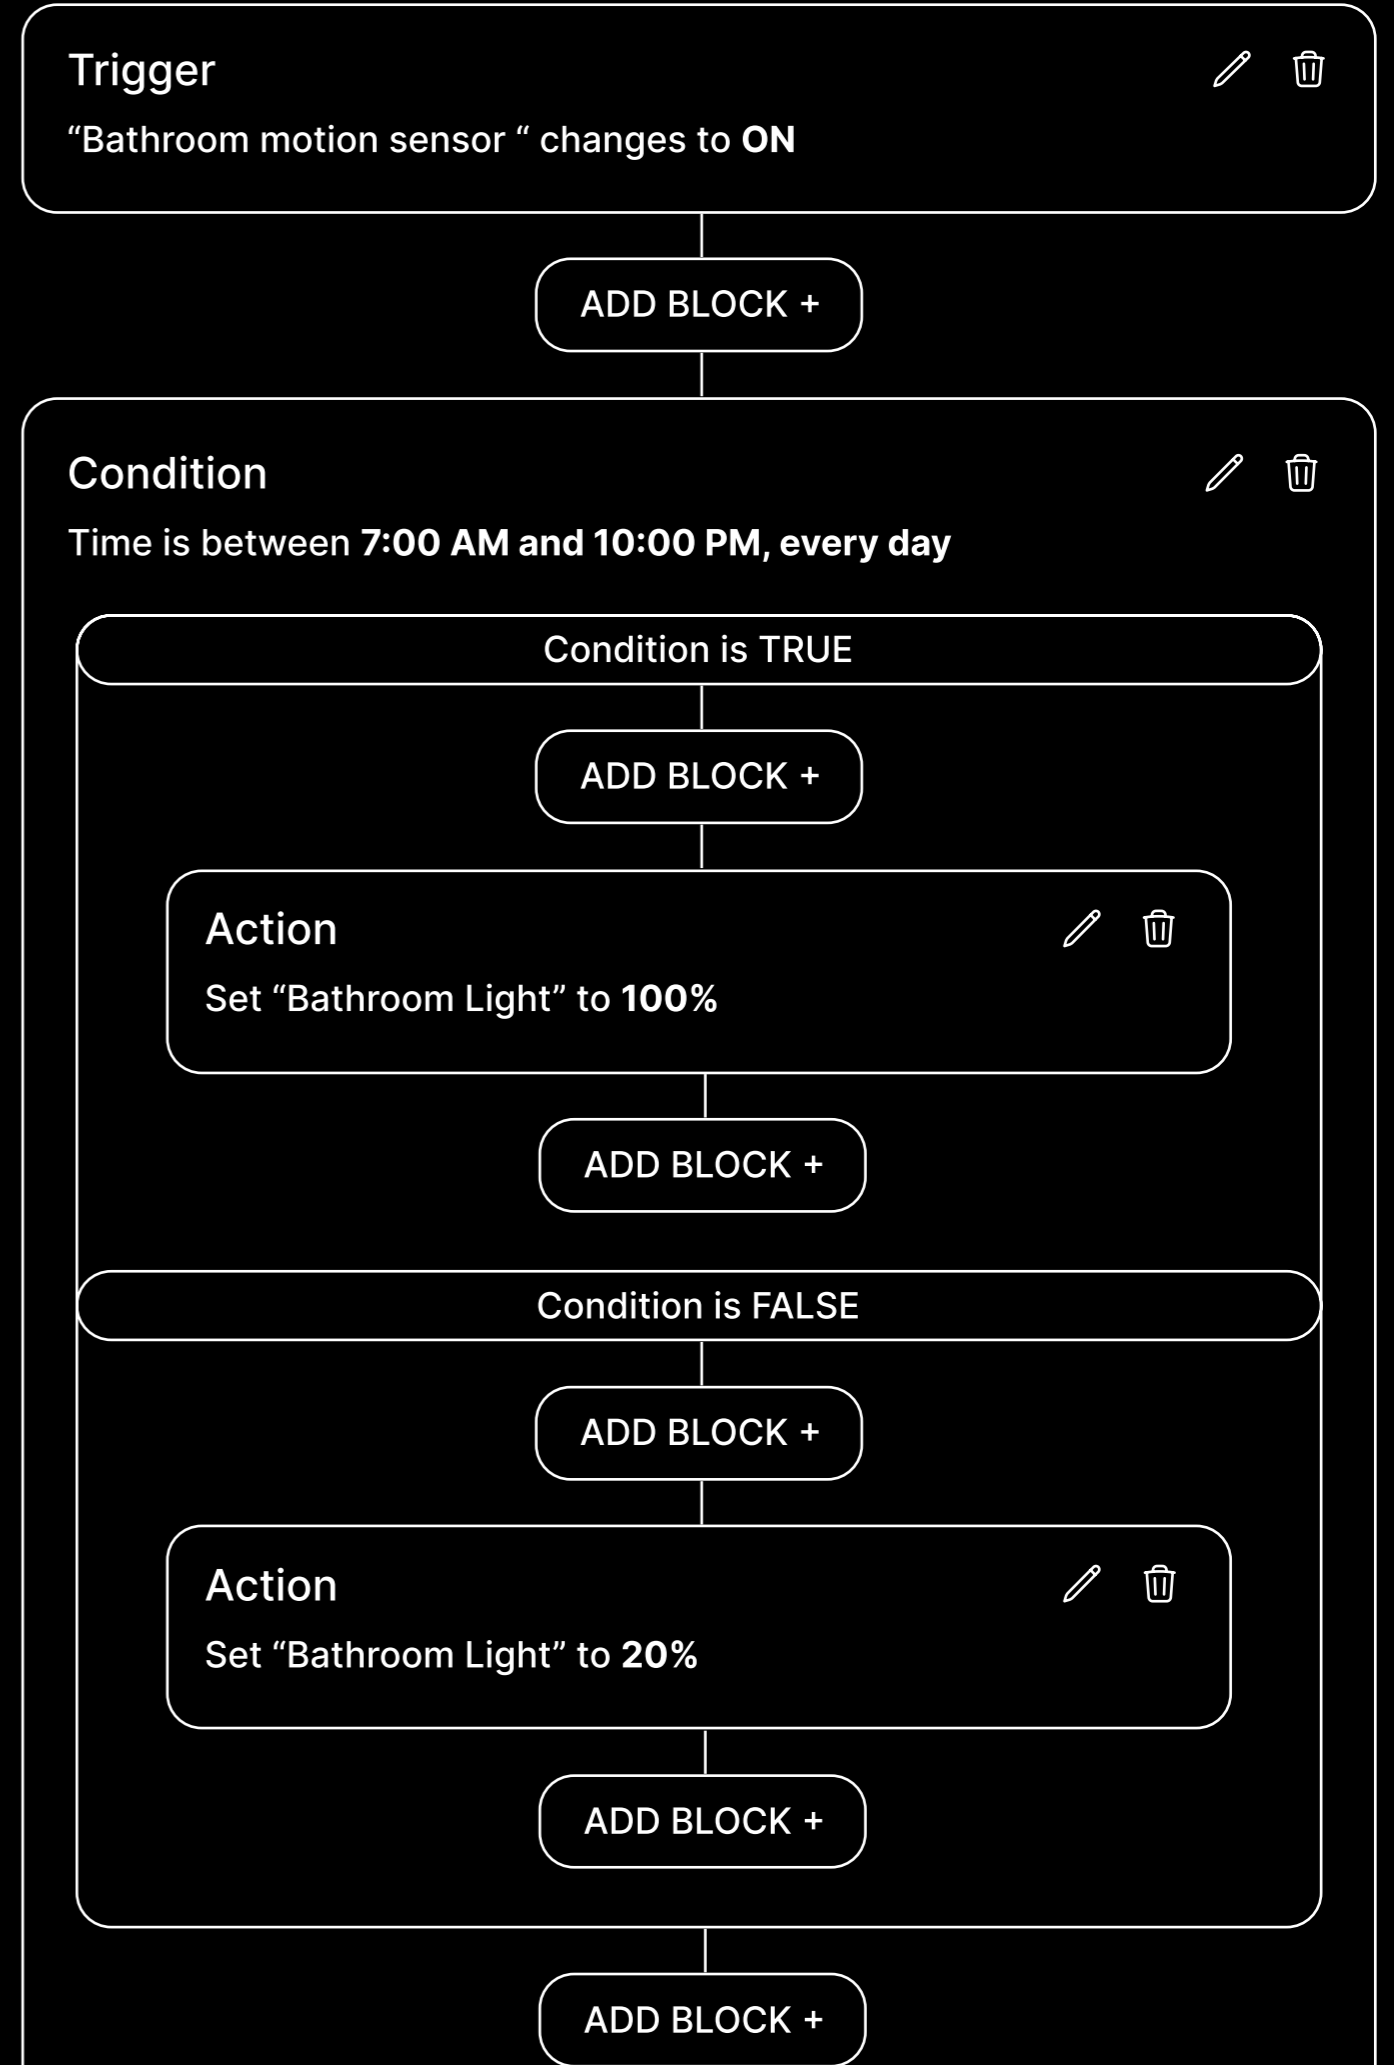 Trigger
“Bathroom motion sensor “ changes to ON
ADD BLOCK +
Condition
Time is between 7:00 AM and 10:00 PM, every day
Condition is TRUE
ADD BLOCK +
Action
Set “Bathroom Light” to 100%
ADD BLOCK +
Condition is FALSE
ADD BLOCK +
Action
Set “Bathroom Light” to 20%
ADD BLOCK +
ADD BLOCK +